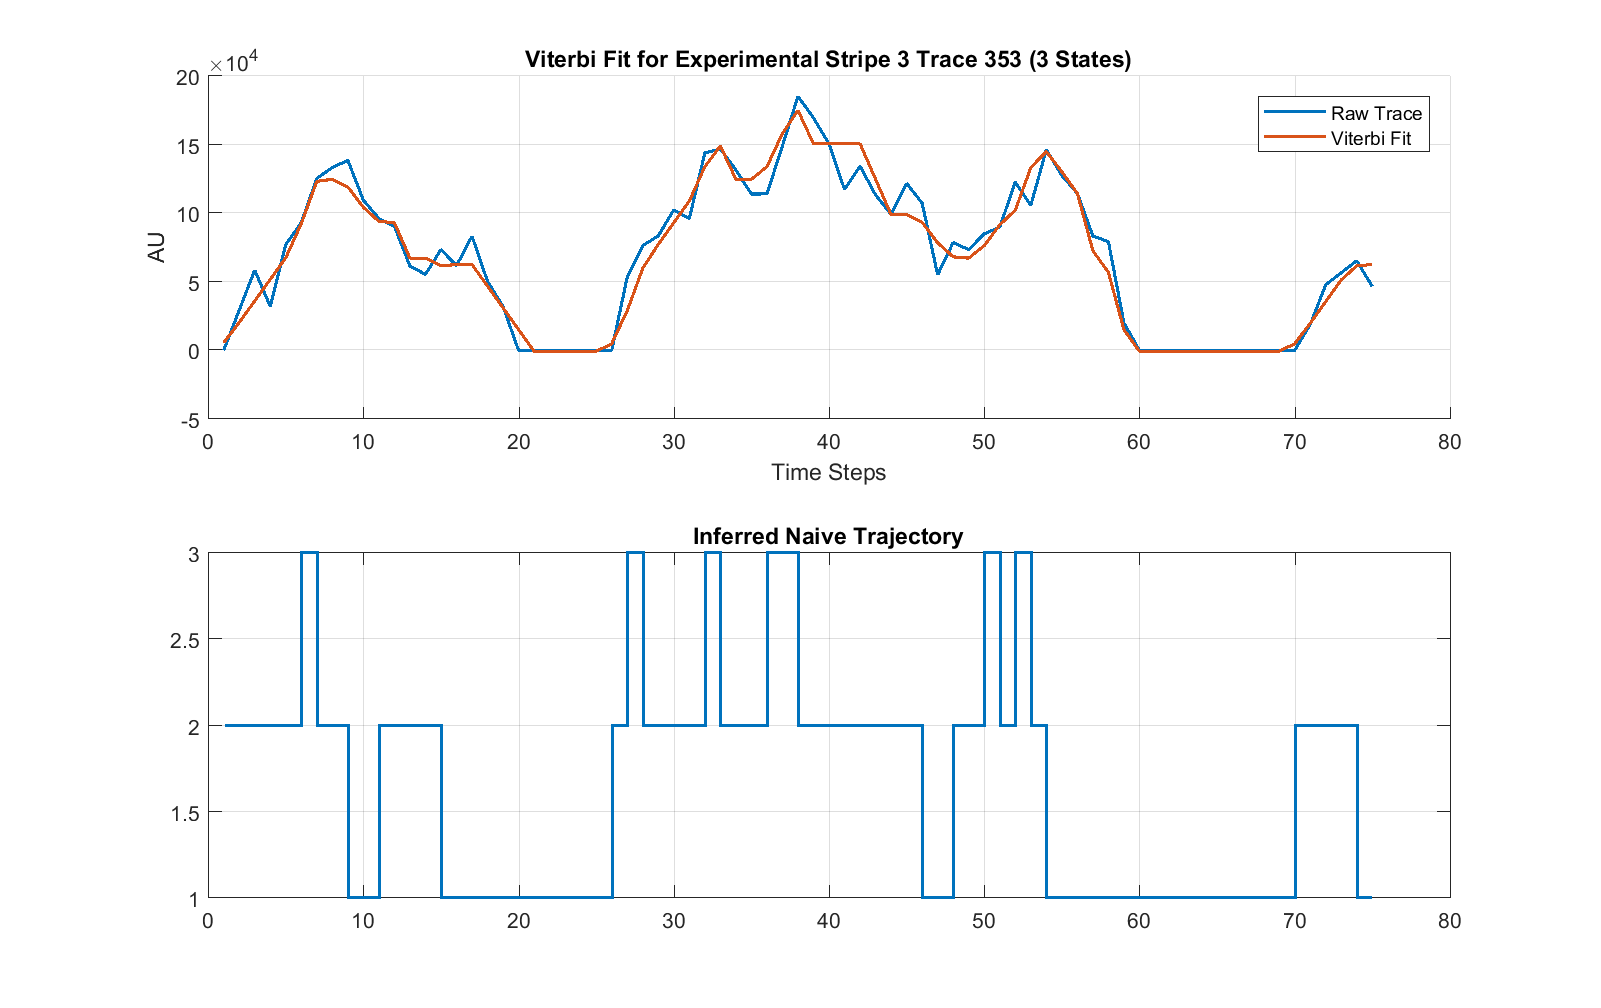 Viterbi Fit for Experimental Stripe 3 Trace 353 (3 States)
×10⁴
20
15
10
5
0
-5
AU
Raw Trace
Viterbi Fit
0 10 20 30 40 50 60 70 80
Time Steps
Inferred Naive Trajectory
3
2.5
2
1.5
1
0 10 20 30 40 50 60 70 80